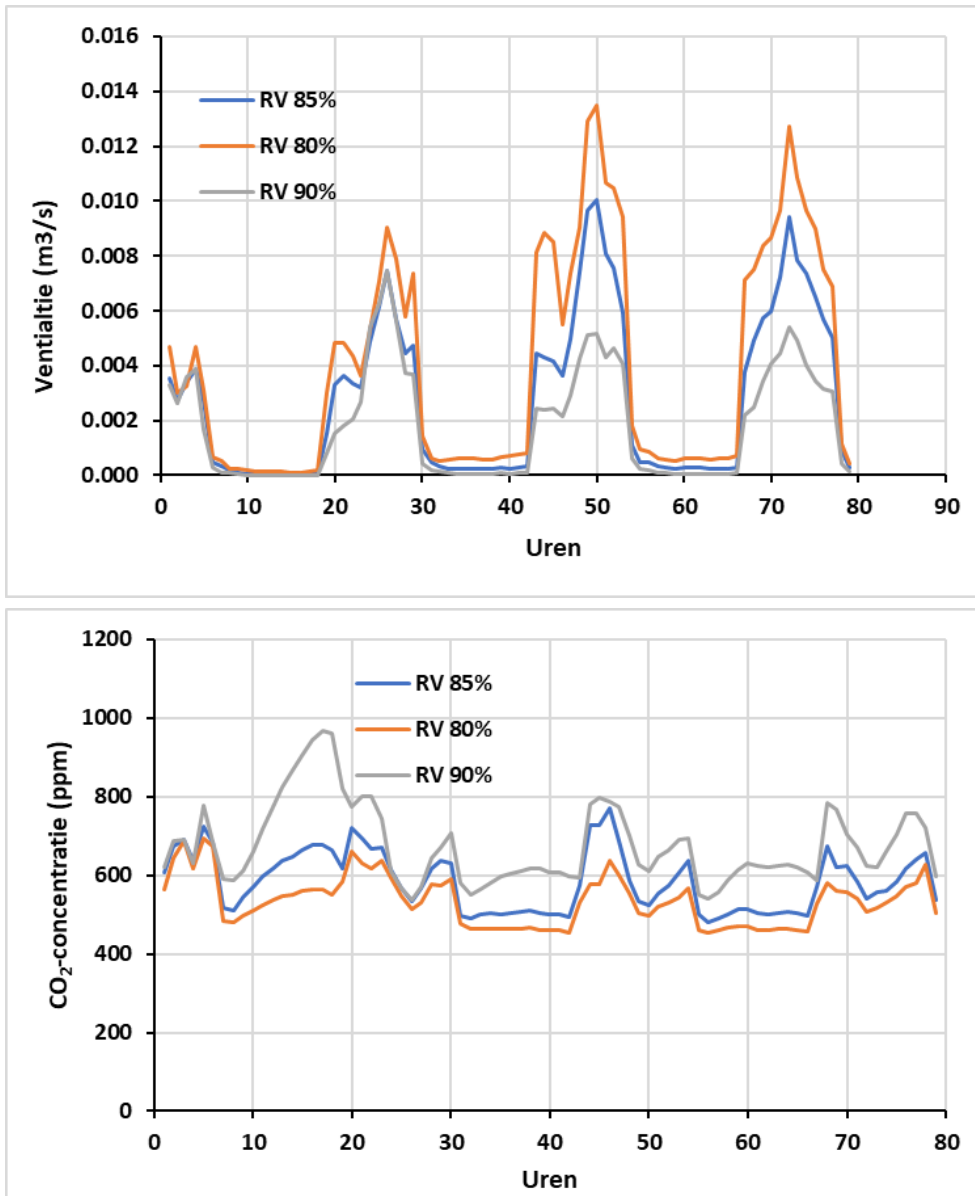 0.016
0.014
0.012
0.010
0.008
0.006
0.004
0.002
0.000
Ventialtie (m3/s)
RV 85%
RV 80%
RV 90%
0 10 20 30 40 50 60 70 80 90
Uren
1200
1000
800
600
400
200
0
CO₂-concentratie (ppm)
RV 85%
RV 80%
RV 90%
0 10 20 30 40 50 60 70 80
Uren